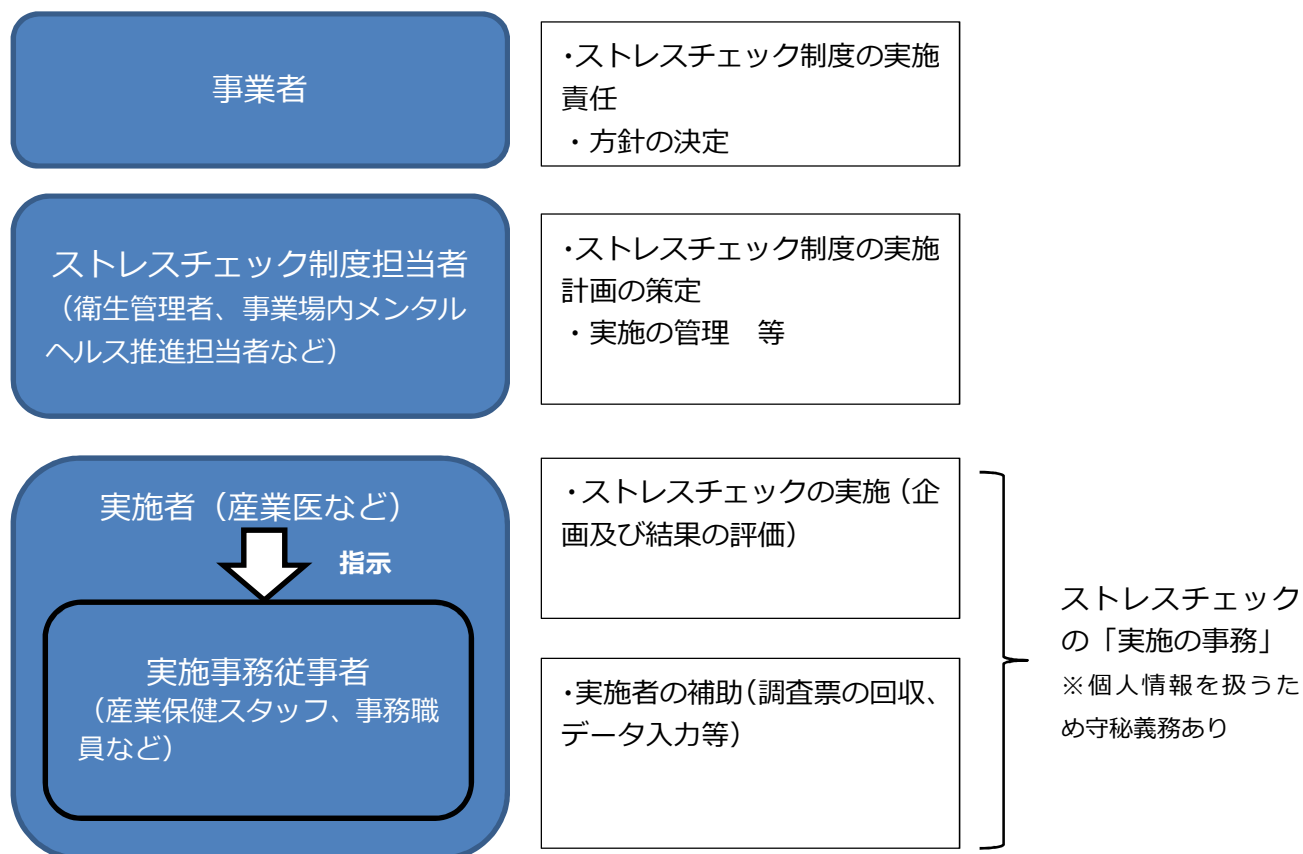 事業者
・ストレスチェック制度の実施
責任
・方針の決定
ストレスチェック制度担当者
（衛生管理者、事業場内メンタル
ヘルス推進担当者など）
・ストレスチェック制度の実施
計画の策定
・実施の管理　等
実施者（産業医など）
指示
実施事務従事者
（産業保健スタッフ、事務職
員など）
・ストレスチェックの実施（企
画及び結果の評価）
・実施者の補助（調査票の回収、
データ入力等）
ストレスチェック
の「実施の事務」
※個人情報を扱うた
め守秘義務あり